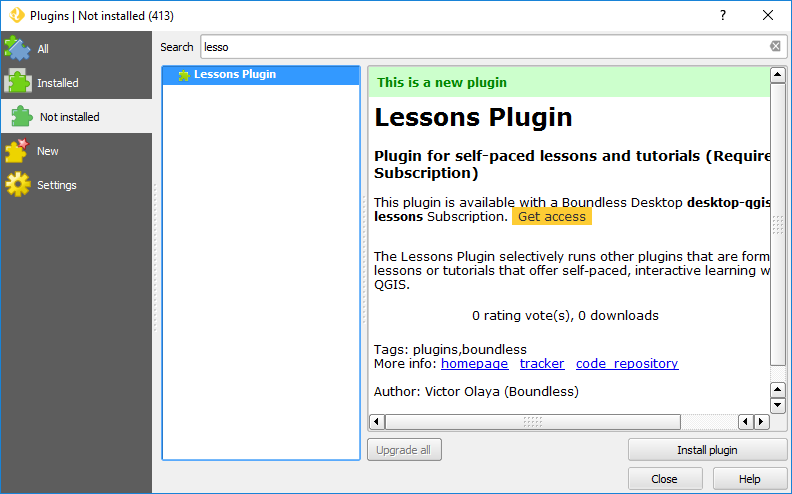 Plugins | Not installed (413)
?
All
Installed
Not installed
New
Settings
Search
lesso
Lessons Plugin
This is a new plugin
Lessons Plugin
Plugin for self-paced lessons and tutorials (Require
Subscription)
This plugin is available with a Boundless Desktop desktop-qgis
lessons Subscription. Get access
The Lessons Plugin selectively runs other plugins that are form
lessons or tutorials that offer self-paced, interactive learning w
QGIS.
0 rating vote(s), 0 downloads
Tags: plugins,boundless
More info: homepage tracker code_repository
Author: Victor Olaya (Boundless)
Upgrade all
Install plugin
Close
Help